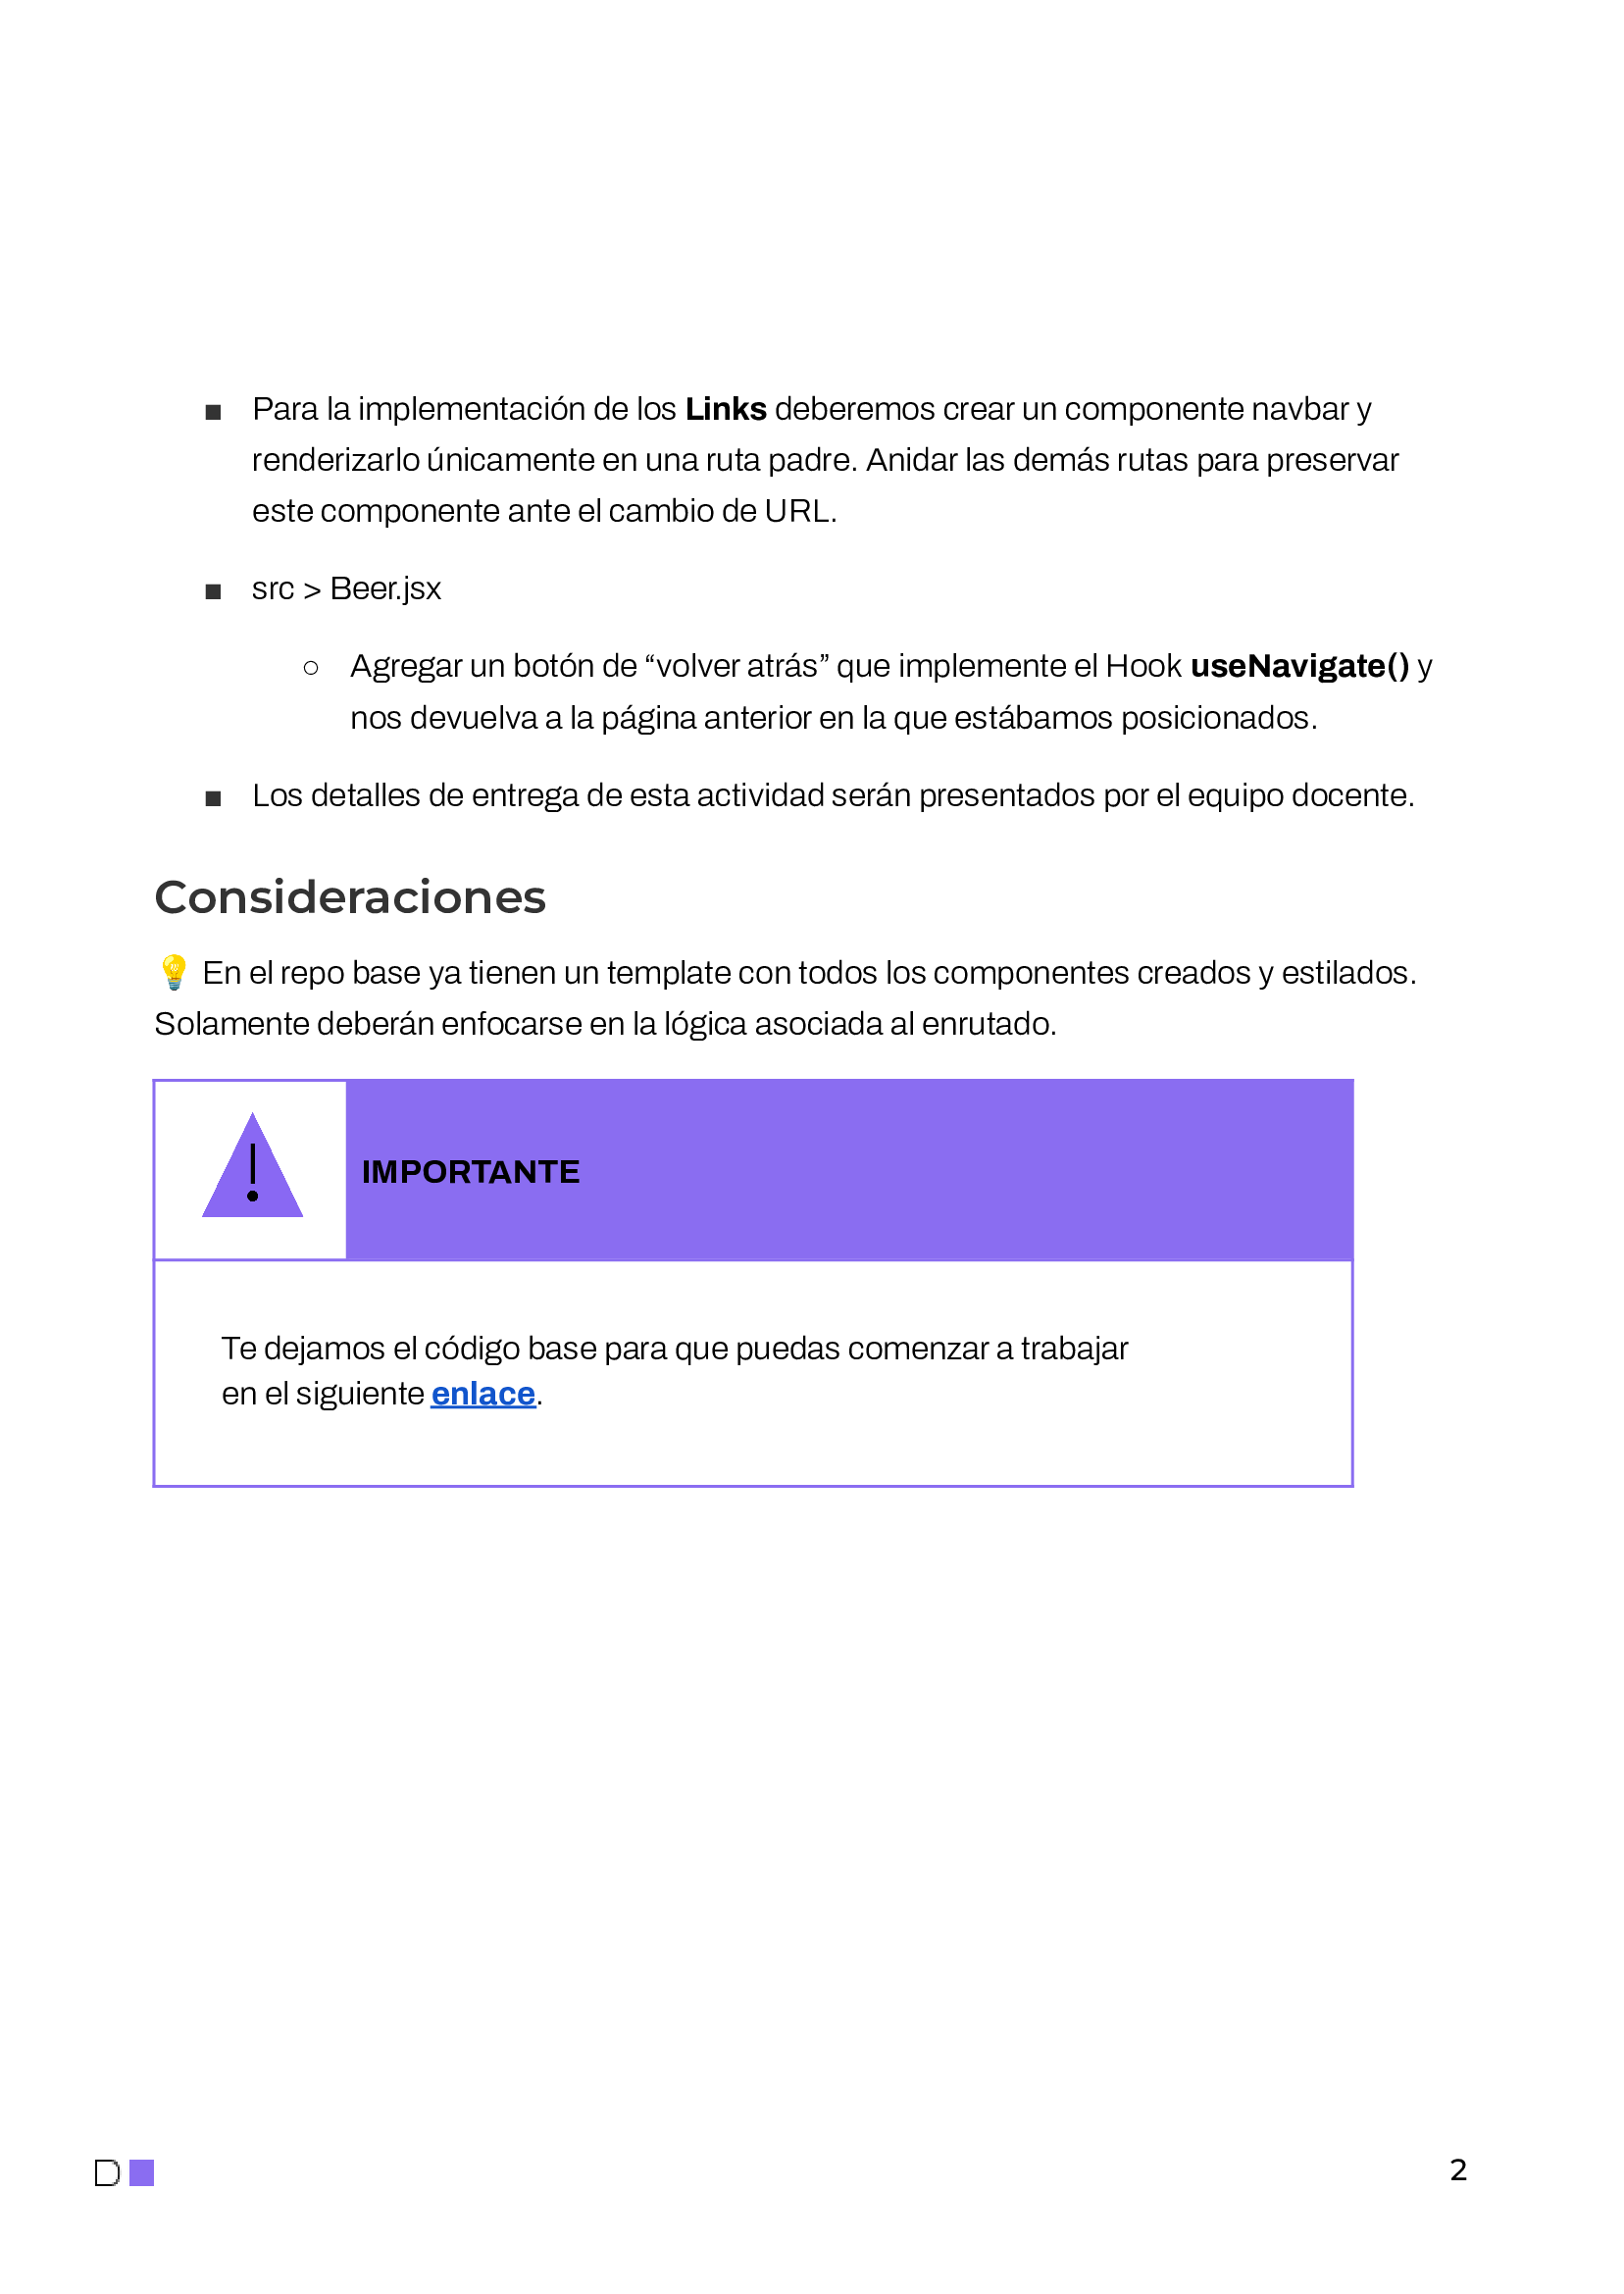 ■ Para la implementación de los Links deberemos crear un componente navbar y
renderizarlo únicamente en una ruta padre. Anidar las demás rutas para preservar
este componente ante el cambio de URL.
■ src > Beer.jsx
○ Agregar un botón de “volver atrás” que implemente el Hook useNavigate() y
nos devuelva a la página anterior en la que estábamos posicionados.
■ Los detalles de entrega de esta actividad serán presentados por el equipo docente.
Consideraciones
💡 En el repo base ya tienen un template con todos los componentes creados y estilados.
Solamente deberán enfocarse en la lógica asociada al enrutado.
IMPORTANTE
Te dejamos el código base para que puedas comenzar a trabajar
en el siguiente enlace.
D
2